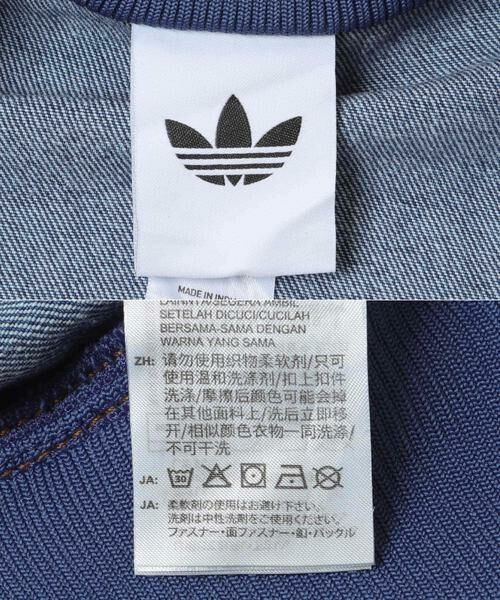 MADE IN
LAINNYA/SEGERA AMBIL
SETELAH DICUCI/CUCILAH
BERSAMA-SAMA DENGAN
WARNA YANG SAMA
ZH: 请勿使用织物柔软剂/只可
使用温和洗涤剂/扣上扣件
洗涤/摩擦后颜色可能会掉
在其他面料上/洗后立即移
开/相似颜色衣物一同洗涤/
不可干洗
JA: 30
JA: 柔軟剤の使用はお避け下さい。
洗剤は中性洗剤をご使用ください。
ファスナー・面ファスナー・釦・バックル